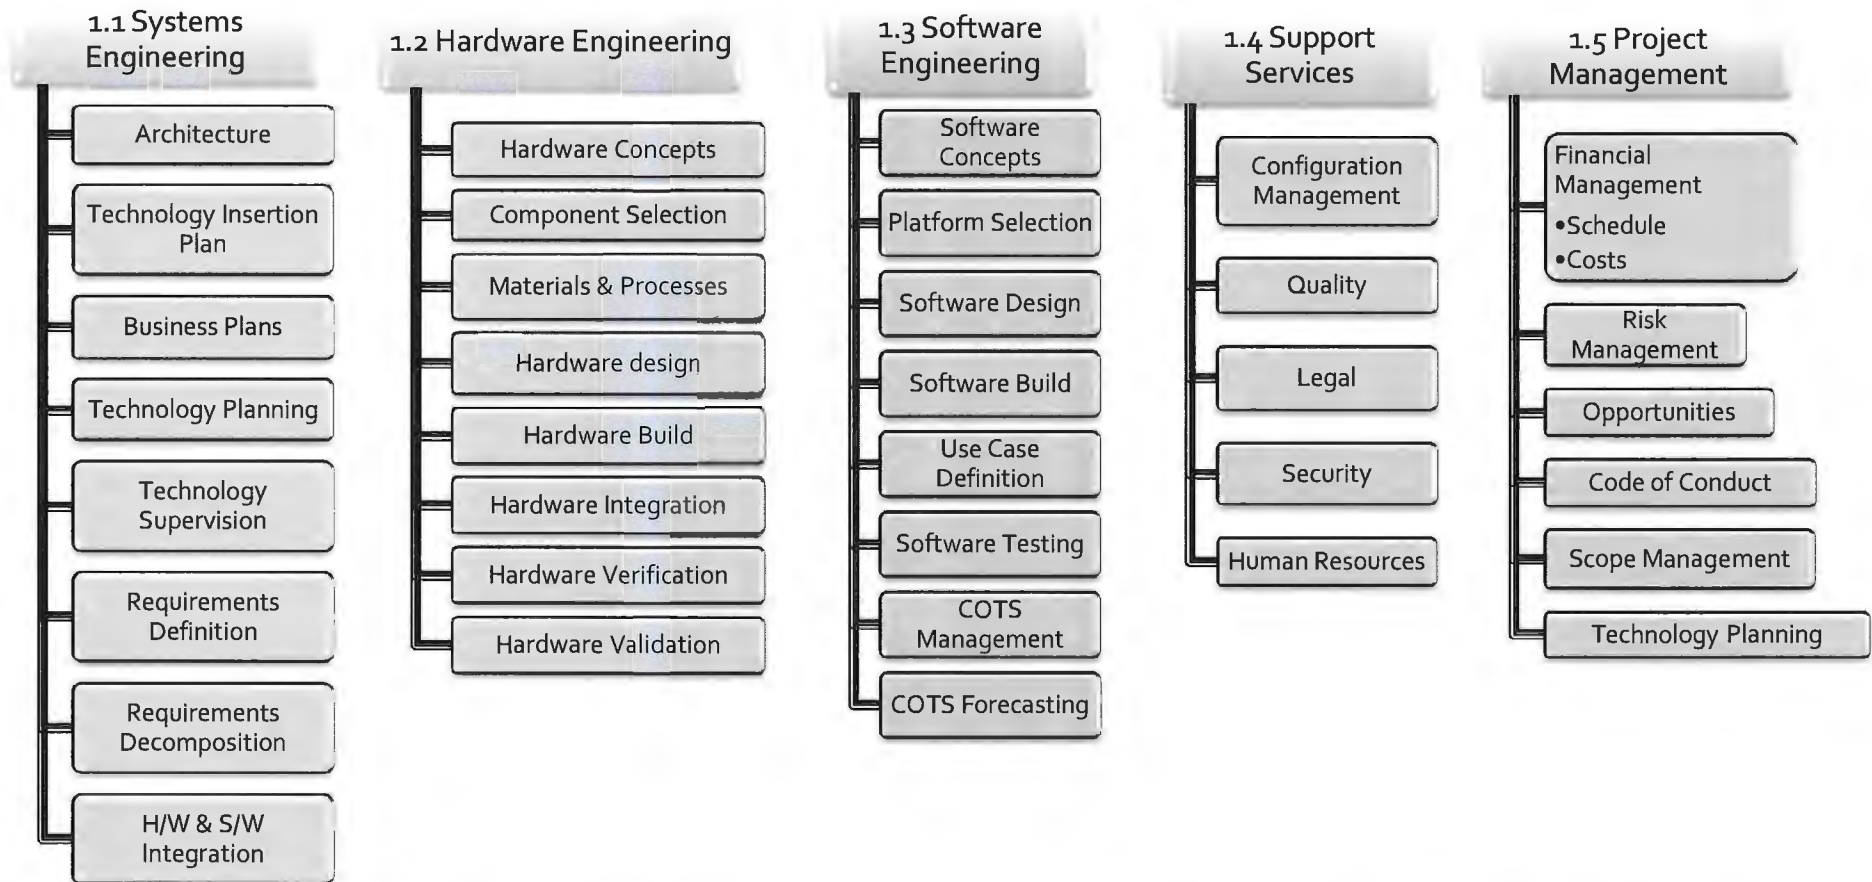 1.1 Systems
Engineering
Architecture
Technology Insertion
Plan
Business Plans
Technology Planning
Technology
Supervision
Requirements
Definition
Requirements
Decomposition
H/W & S/W
Integration
1.2 Hardware Engineering
Hardware Concepts
Component Selection
Materials & Processes
Hardware design
Hardware Build
Hardware Integration
Hardware Verification
Hardware Validation
1.3 Software
Engineering
Software
Concepts
Platform Selection
Software Design
Software Build
Use Case
Definition
Software Testing
COTS
Management
COTS Forecasting
1.4 Support
Services
Configuration
Management
Quality
Legal
Security
Human Resources
1.5 Project
Management
Financial
Management
•Schedule
•Costs
Risk
Management
Opportunities
Code of Conduct
Scope Management
Technology Planning